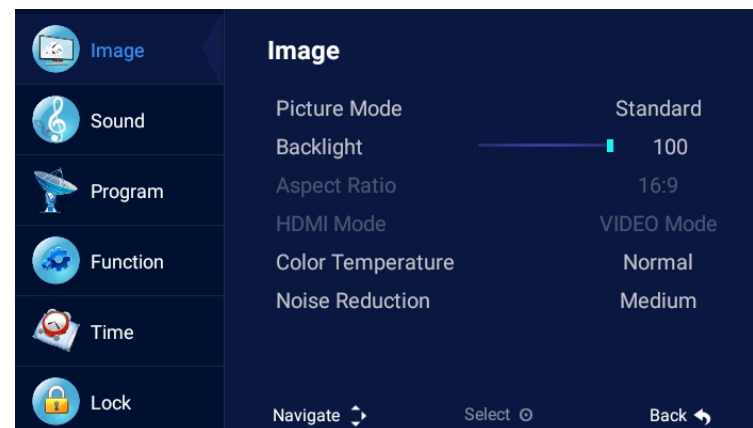 Image
Sound
Program
Function
Time
Lock
Image
Picture Mode Standard
Backlight 100
Aspect Ratio 16:9
HDMI Mode VIDEO Mode
Color Temperature Normal
Noise Reduction Medium
Navigate Select Back